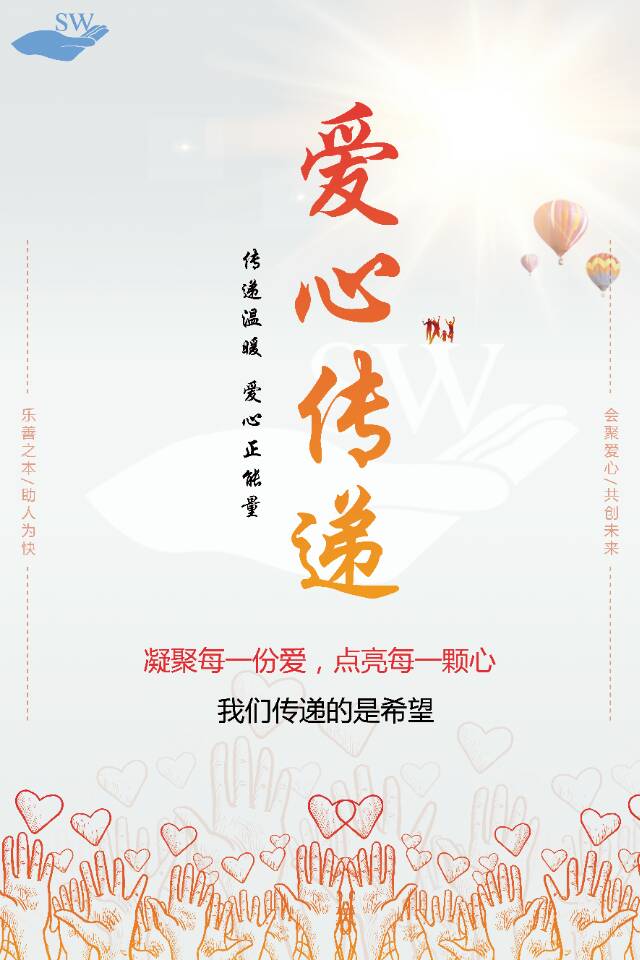 SW
爱心传递
传递温暖 爱心正能量
SW
乐善之本/助人为快
会聚爱心/共创未来
凝聚每一份爱，点亮每一颗心
我们传递的是希望